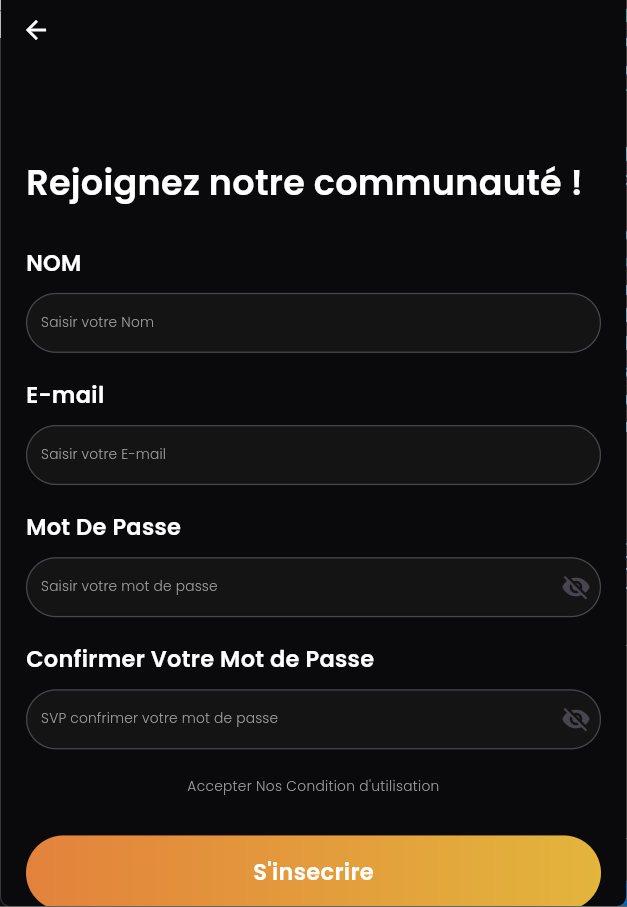 Rejoignez notre communauté !
NOM
Saisir votre Nom
E-mail
Saisir votre E-mail
Mot De Passe
Saisir votre mot de passe
Confirmer Votre Mot de Passe
SVP confrimer votre mot de passe
Accepter Nos Condition d'utilisation
S'insecrire